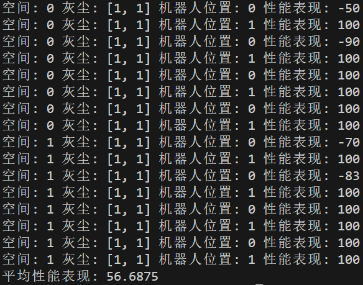 空间: 0 灰尘: [1, 1] 机器人位置: 0 性能表现: -50
空间: 0 灰尘: [1, 1] 机器人位置: 1 性能表现: 100
空间: 0 灰尘: [1, 1] 机器人位置: 0 性能表现: -90
空间: 0 灰尘: [1, 1] 机器人位置: 1 性能表现: 100
空间: 0 灰尘: [1, 1] 机器人位置: 0 性能表现: 100
空间: 0 灰尘: [1, 1] 机器人位置: 1 性能表现: 100
空间: 0 灰尘: [1, 1] 机器人位置: 0 性能表现: 100
空间: 0 灰尘: [1, 1] 机器人位置: 1 性能表现: 100
空间: 1 灰尘: [1, 1] 机器人位置: 0 性能表现: -70
空间: 1 灰尘: [1, 1] 机器人位置: 1 性能表现: 100
空间: 1 灰尘: [1, 1] 机器人位置: 0 性能表现: -83
空间: 1 灰尘: [1, 1] 机器人位置: 1 性能表现: 100
空间: 1 灰尘: [1, 1] 机器人位置: 0 性能表现: 100
空间: 1 灰尘: [1, 1] 机器人位置: 1 性能表现: 100
空间: 1 灰尘: [1, 1] 机器人位置: 0 性能表现: 100
空间: 1 灰尘: [1, 1] 机器人位置: 1 性能表现: 100
平均性能表现: 56.6875